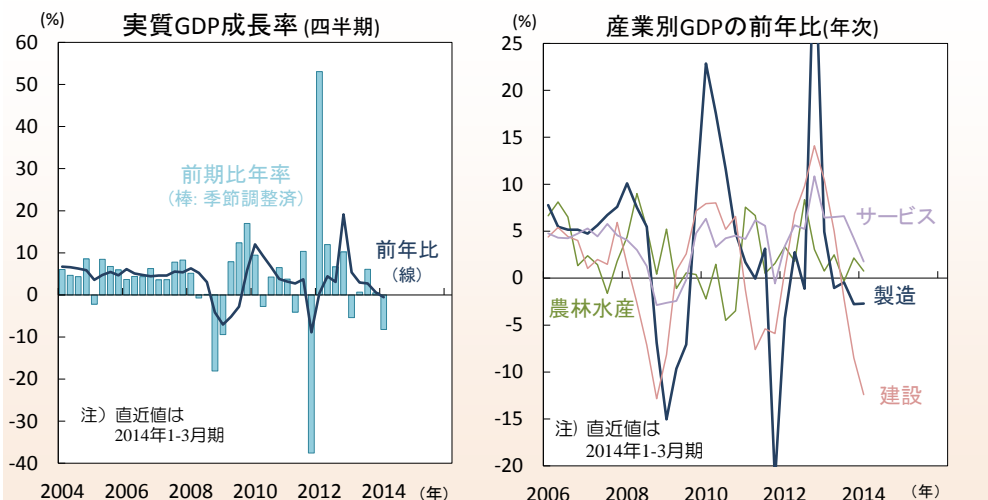 (%)
実質GDP成長率 (四半期)
60
50
40
30
20
10
0
-10
-20
-30
-40
前期比年率
(棒: 季節調整済)
前年比
(線)
注) 直近値は
2014年1-3月期
2004 2006 2008 2010 2012 2014 (年)
(%)
産業別GDPの前年比(年次)
25
20
15
10
5
0
-5
-10
-15
-20
サービス
農林水産
製造
建設
注) 直近値は
2014年1-3月期
2006 2008 2010 2012 2014 (年)